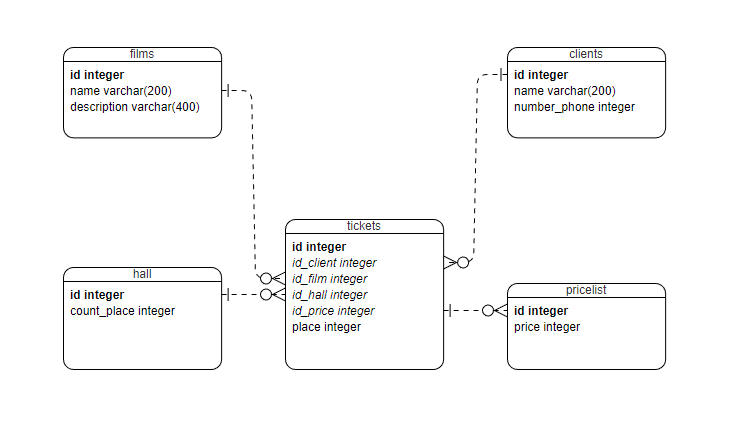 films
id integer
name varchar(200)
description varchar(400)
clients
id integer
name varchar(200)
number_phone integer
tickets
id integer
id_client integer
id_film integer
id_hall integer
id_price integer
place integer
hall
id integer
count_place integer
pricelist
id integer
price integer